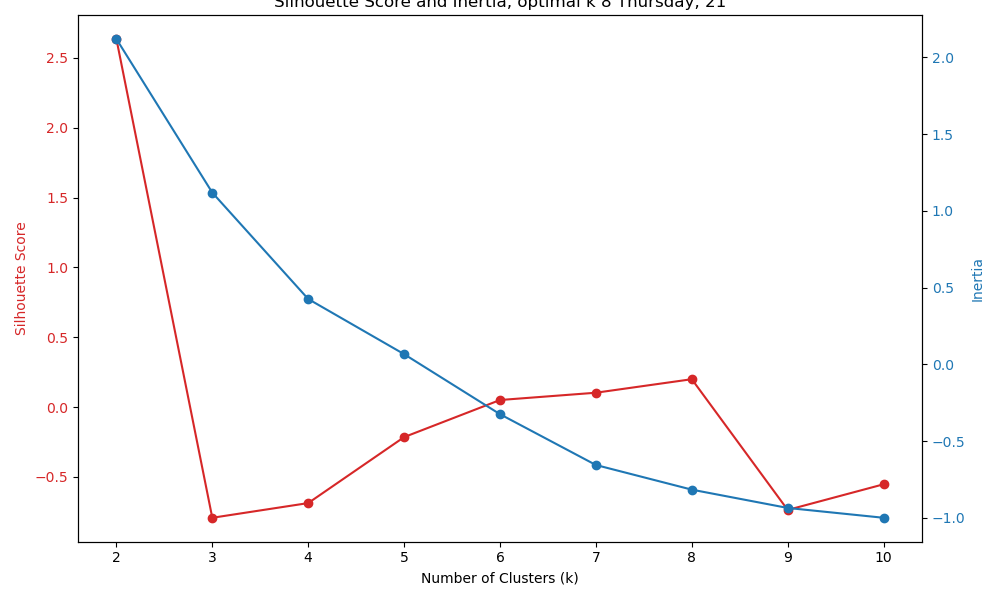 Silhouette Score and Inertia, optimal k 8 Thursday, 21
2.5
2.0
1.5
1.0
0.5
0.0
−0.5
Silhouette Score
2.0
1.5
1.0
0.5
0.0
−0.5
−1.0
Inertia
2 3 4 5 6 7 8 9 10
Number of Clusters (k)